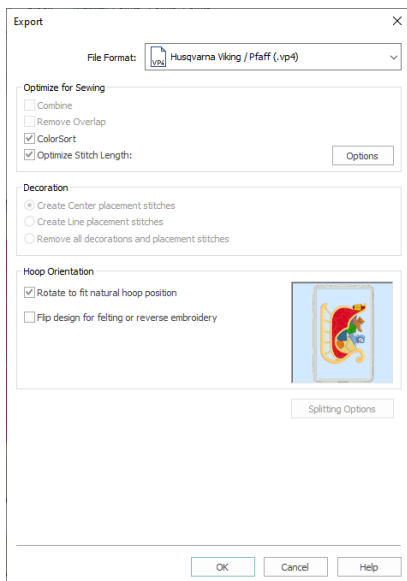 Export
File Format: VP4 Husqvarna Viking / Pfaff (.vp4)
Optimize for Sewing
Combine
Remove Overlap
ColorSort
Optimize Stitch Length: Options
Decoration
Create Center placement stitches
Create Line placement stitches
Remove all decorations and placement stitches
Hoop Orientation
Rotate to fit natural hoop position
Flip design for felting or reverse embroidery
Splitting Options
OK Cancel Help